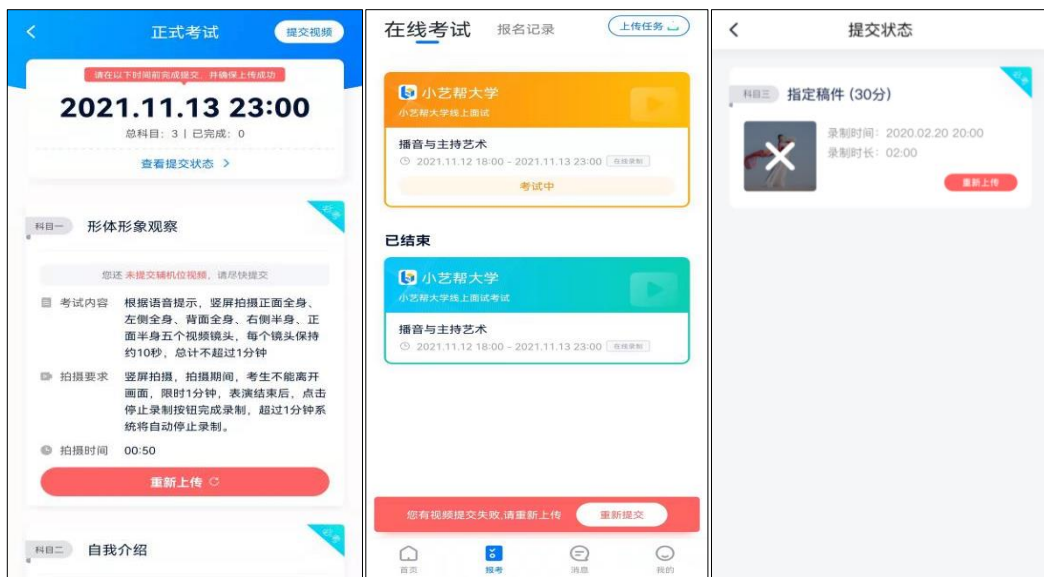 正式考试
提交视频
请在以下时间前完成提交，并确保上传成功
2021.11.13 23:00
总科目：3 | 已完成：0
查看提交状态 >
必考
科目一 形体形象观察
您还 未提交辅机位视频，请尽快提交
考试内容 根据语音提示，竖屏拍摄正面全身、
左侧全身、背面全身、右侧半身、正
面半身五个视频镜头，每个镜头保持
约10秒，总计不超过1分钟
拍摄要求 竖屏拍摄，拍摄期间，考生不能离开
画面，限时1分钟，表演结束后，点击
停止录制按钮完成录制，超过1分钟系
统将自动停止录制。
拍摄时间 00:50
重新上传
必考
科目二 自我介绍
在线考试 报名记录 上传任务
小艺帮大学
小艺帮大学线上面试
播音与主持艺术
2021.11.12 18:00 - 2021.11.13 23:00 在线录制
考试中
已结束
小艺帮大学
小艺帮大学线上面试考试
播音与主持艺术
2021.11.12 18:00 - 2021.11.13 23:00 在线录制
您有视频提交失败,请重新上传 重新提交
首页 报考 消息 我的
提交状态
必考
科目三 指定稿件 (30分)
录制时间：2020.02.20 20:00
录制时长：02:00
重新上传